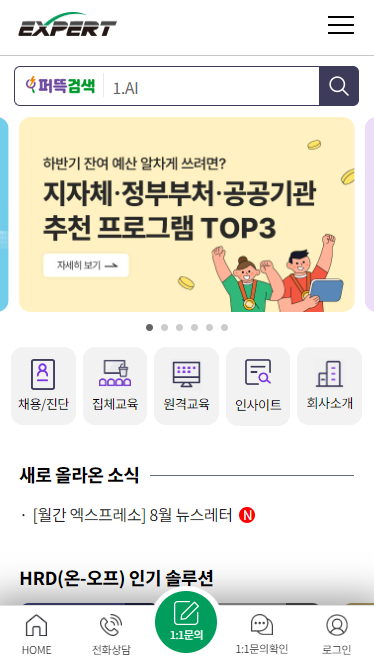 EXPERT
퍼뜩검색 1.AI
하반기 잔여 예산 알차게 쓰려면?
지자체·정부부처·공공기관
추천 프로그램 TOP3
자세히 보기
채용/진단 집체교육 원격교육 인사이트 회사소개
새로 올라온 소식
· [월간 엑스프레소] 8월 뉴스레터 N
HRD(온-오프) 인기 솔루션
HOME 전화상담 1:1문의 1:1문의확인 로그인